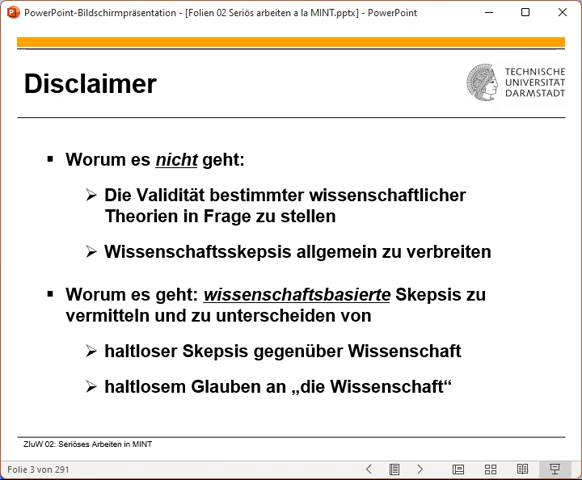 PowerPoint-Bildschirmpräsentation - [Folien 02 Seriös arbeiten a la MINT.pptx] - PowerPoint
Disclaimer
TECHNISCHE
UNIVERSITÄT
DARMSTADT
▪ Worum es nicht geht:
➢ Die Validität bestimmter wissenschaftlicher
Theorien in Frage zu stellen
➢ Wissenschaftsskepsis allgemein zu verbreiten
▪ Worum es geht: wissenschaftsbasierte Skepsis zu
vermitteln und zu unterscheiden von
➢ haltloser Skepsis gegenüber Wissenschaft
➢ haltlosem Glauben an „die Wissenschaft“
ZIuW 02: Seriöses Arbeiten in MINT
Folie 3 von 291